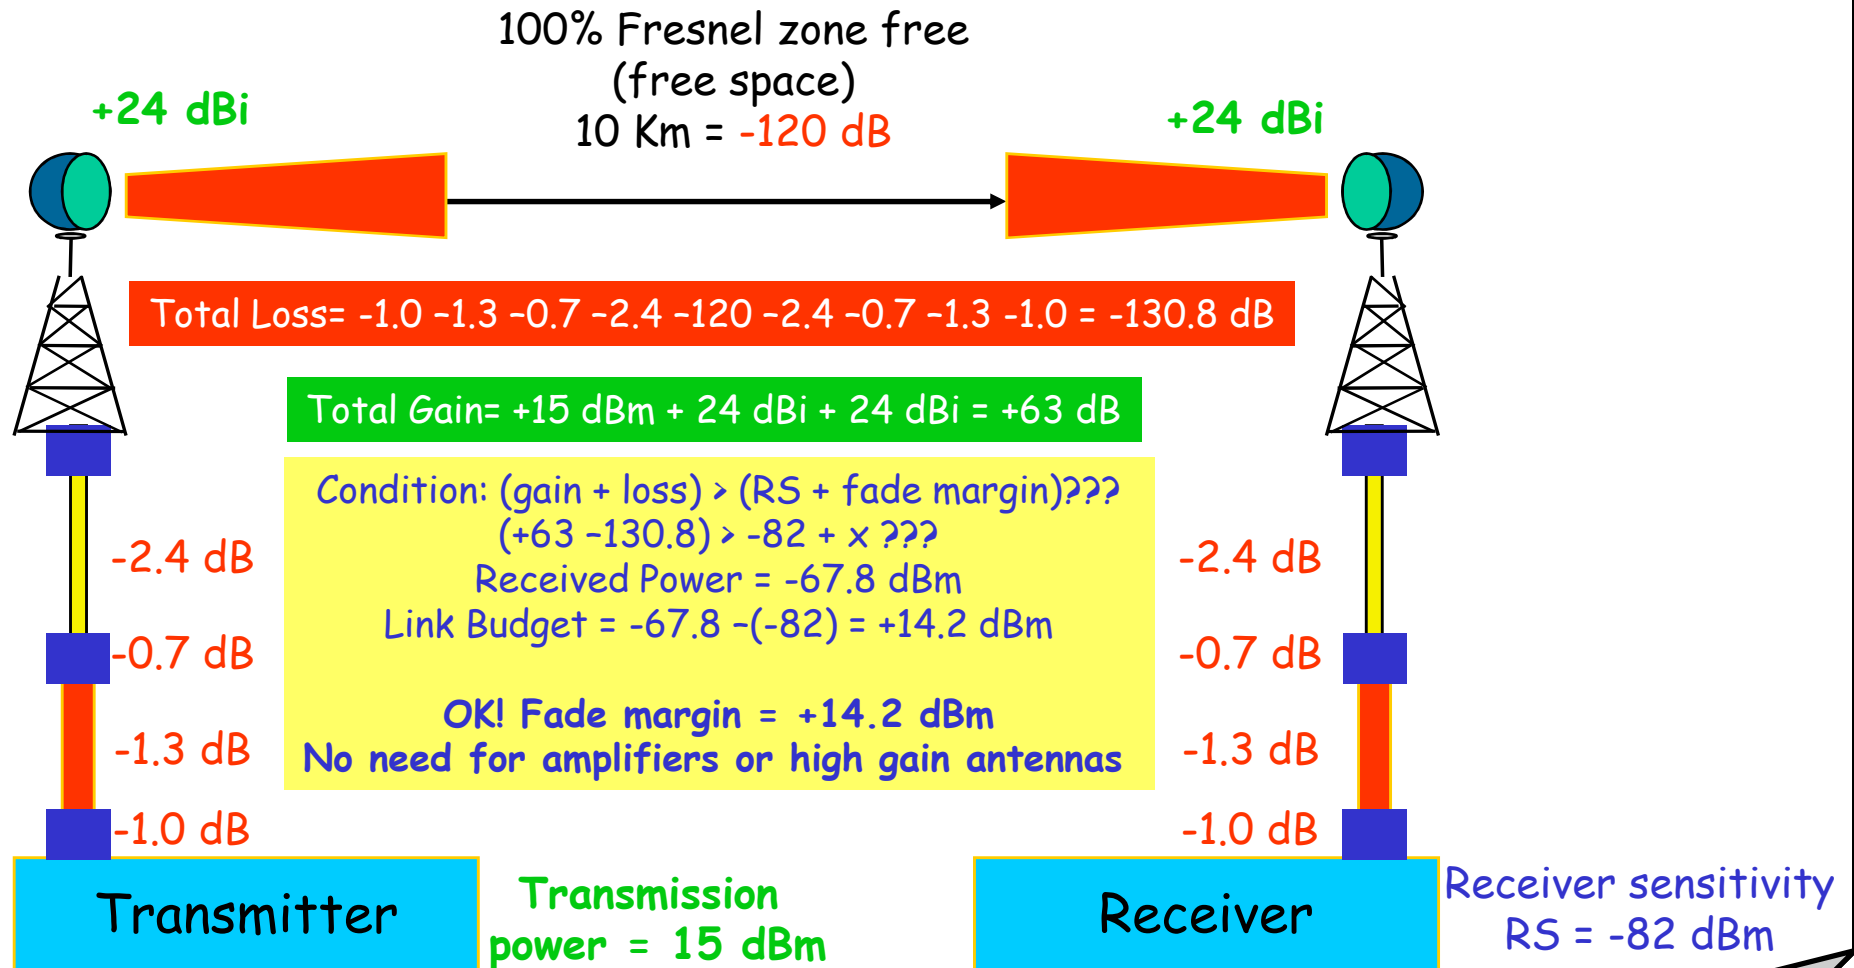 100% Fresnel zone free
(free space)
10 Km = -120 dB
+24 dBi
+24 dBi
Total Loss= -1.0 –1.3 –0.7 –2.4 –120 –2.4 –0.7 –1.3 -1.0 = -130.8 dB
Total Gain= +15 dBm + 24 dBi + 24 dBi = +63 dB
Condition: (gain + loss) > (RS + fade margin)???
(+63 –130.8) > -82 + x ???
Received Power = -67.8 dBm
Link Budget = -67.8 –(-82) = +14.2 dBm
OK! Fade margin = +14.2 dBm
No need for amplifiers or high gain antennas
-2.4 dB
-0.7 dB
-1.3 dB
-1.0 dB
-2.4 dB
-0.7 dB
-1.3 dB
-1.0 dB
Transmitter
Transmission
power = 15 dBm
Receiver
Receiver sensitivity
RS = -82 dBm